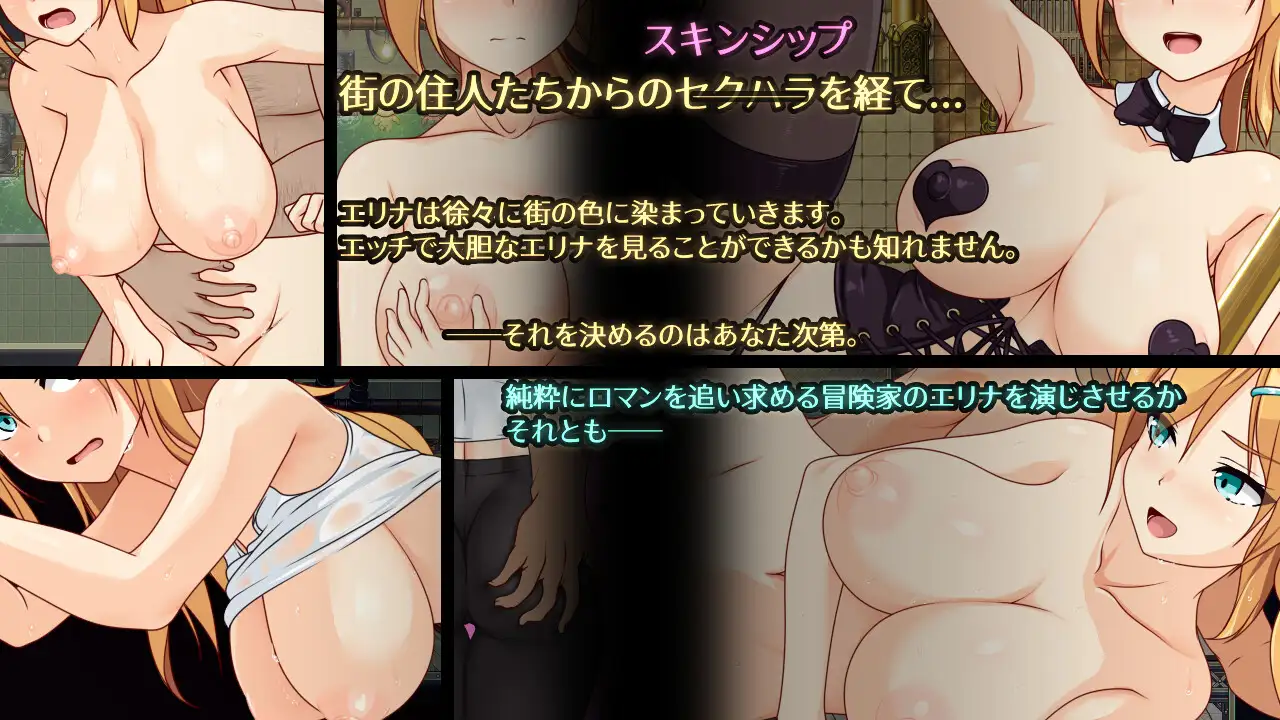 スキンシップ
街の住人たちからのセクハラを経て…
エリナは徐々に街の色に染まっていきます。
エッチで大胆なエリナを見ることができるかも知れません。
――それを決めるのはあなた次第。
純粋にロマンを追い求める冒険家のエリナを演じさせるか
それとも――